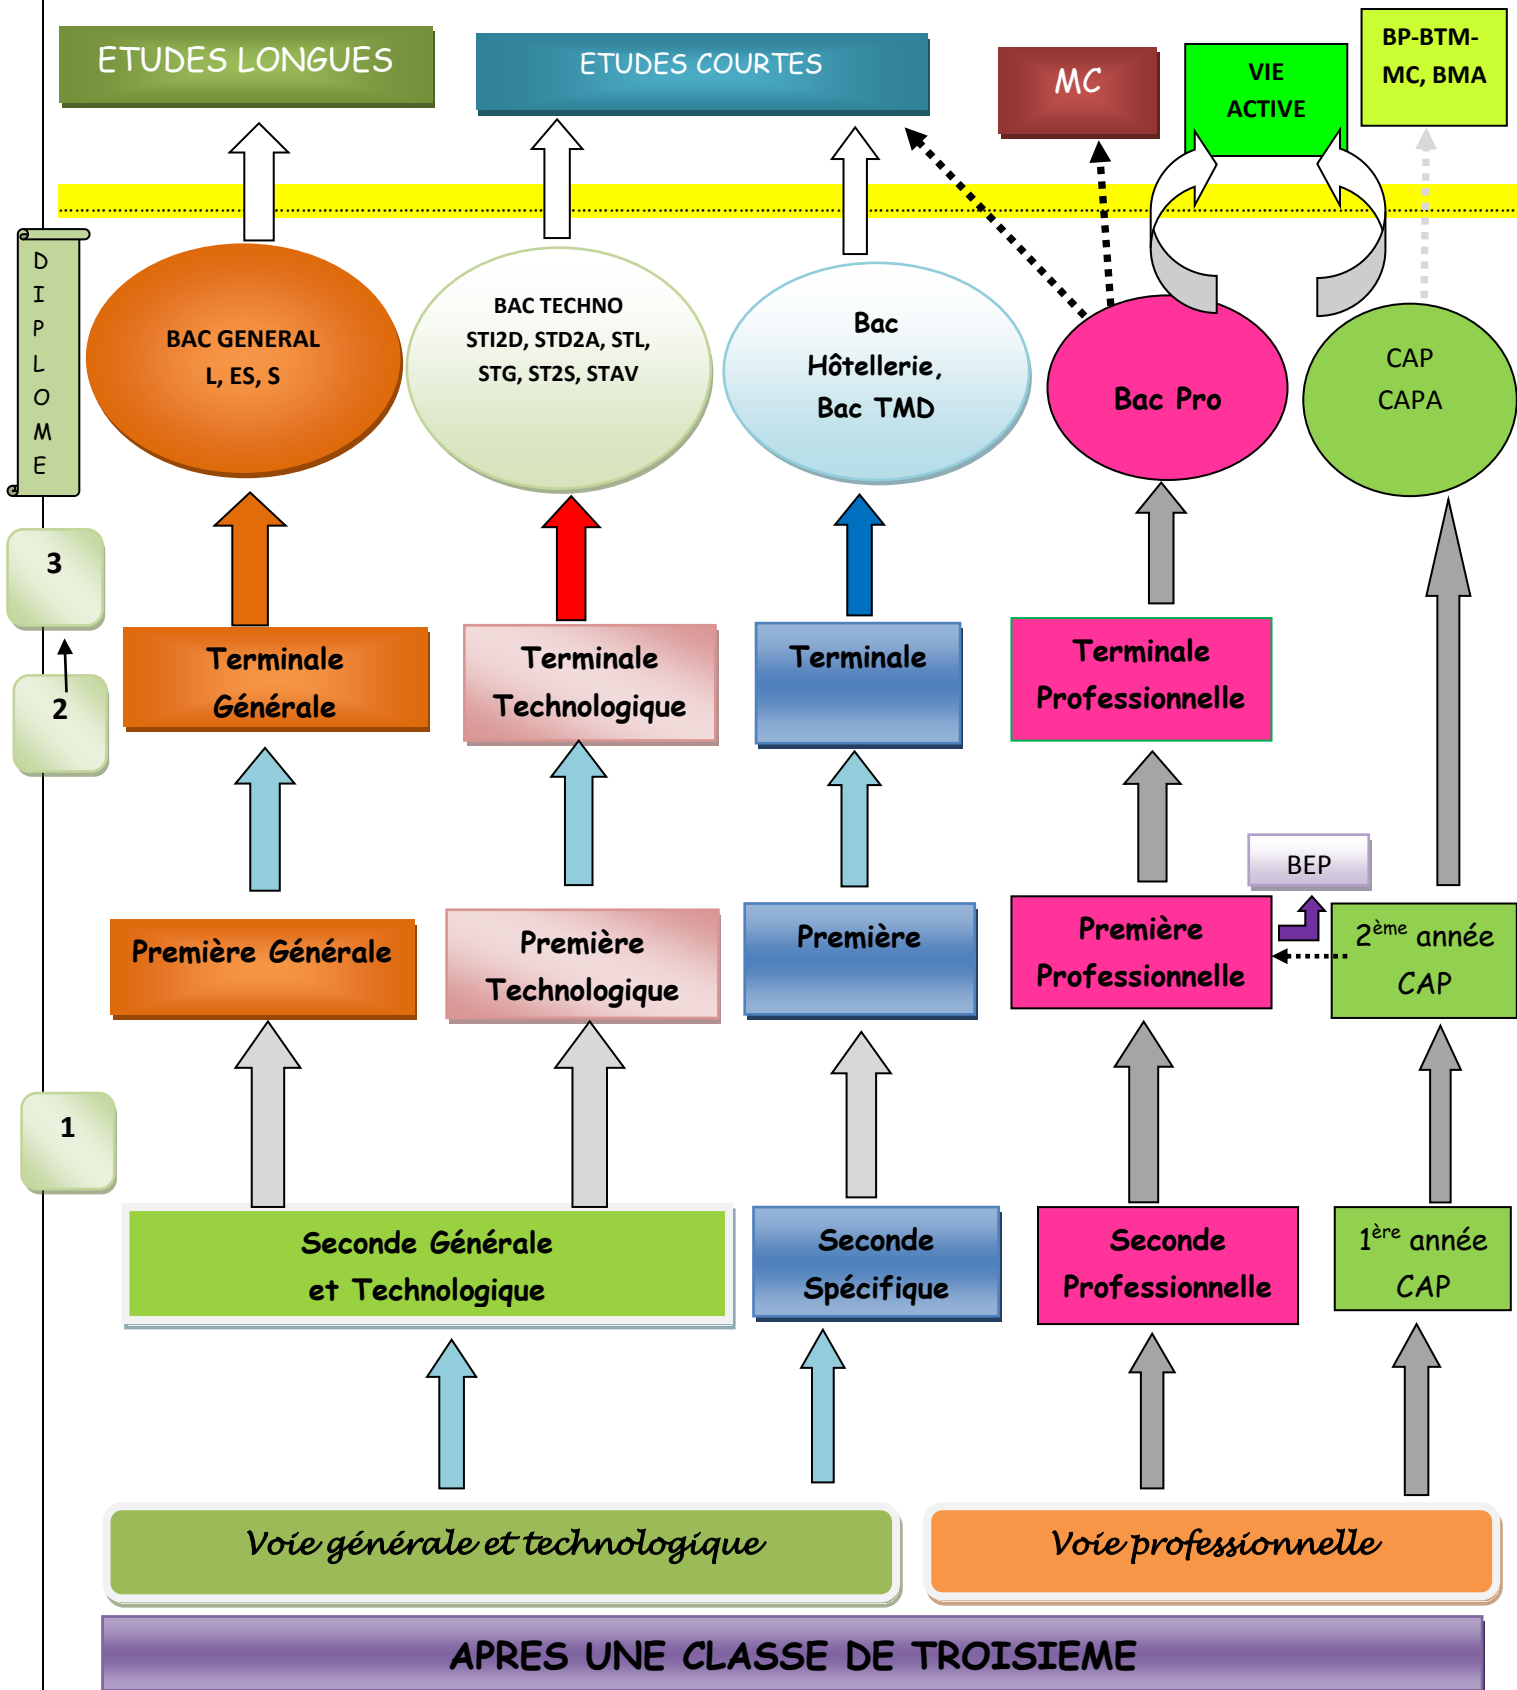 ETUDES LONGUES
ETUDES COURTES
MC
VIE
ACTIVE
BP-BTM-
MC, BMA
D
I
P
L
O
M
E
BAC GENERAL
L, ES, S
BAC TECHNO
STI2D, STD2A, STL,
STG, ST2S, STAV
Bac
Hôtellerie,
Bac TMD
Bac Pro
CAP
CAPA
3
2
Terminale
Générale
Terminale
Technologique
Terminale
Terminale
Professionnelle
BEP
Première Générale
Première
Technologique
Première
Première
Professionnelle
2ème année
CAP
1
Seconde Générale
et Technologique
Seconde
Spécifique
Seconde
Professionnelle
1ère année
CAP
Voie générale et technologique
Voie professionnelle
APRES UNE CLASSE DE TROISIEME